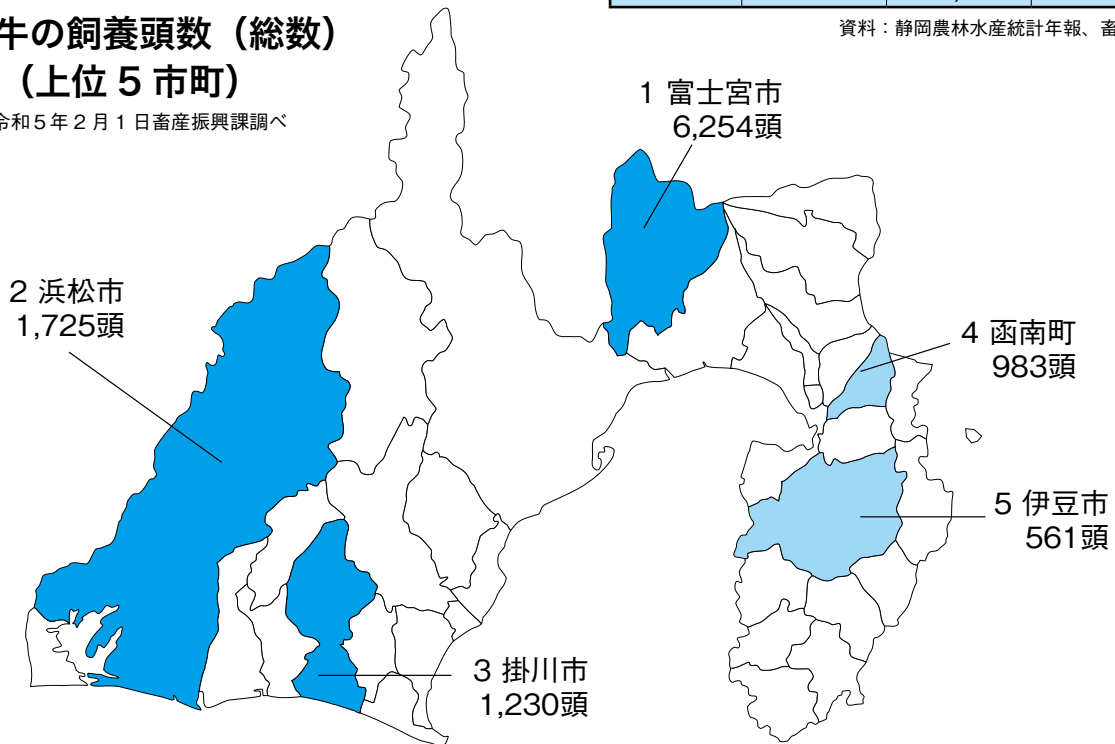 牛の飼養頭数（総数）
（上位 5 市町）
令和５年２月１日畜産振興課調べ
資料：静岡農林水産統計年報、畜
1 富士宮市
6,254頭
2 浜松市
1,725頭
4 函南町
983頭
5 伊豆市
561頭
3 掛川市
1,230頭